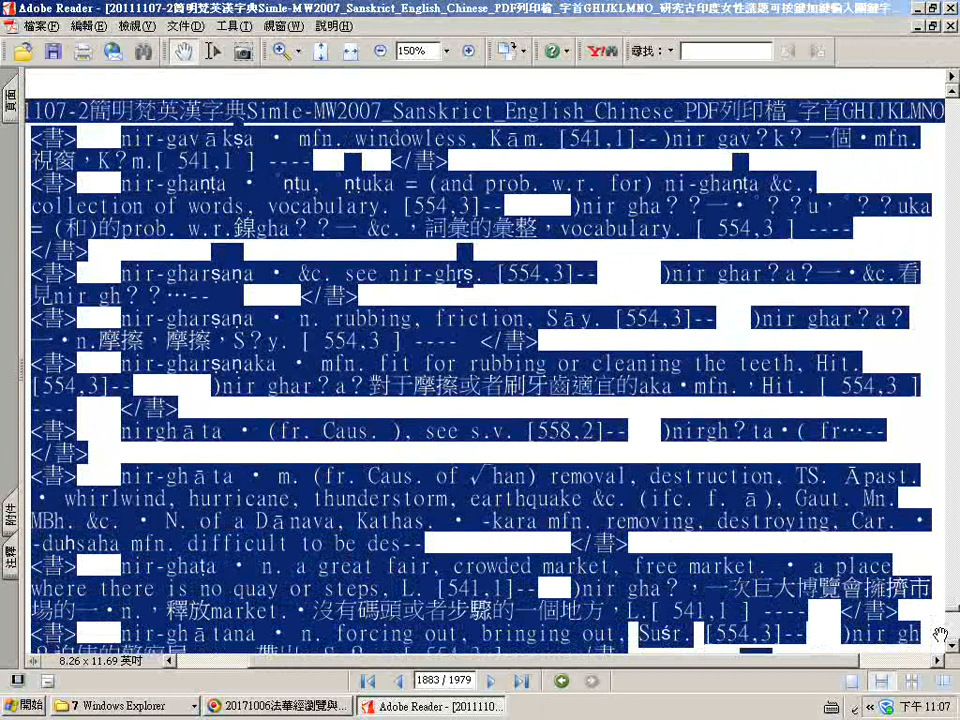 Adobe Reader - [20111107-2簡明梵英漢字典Simle-MW2007_Sanskrict_English_Chinese_PDF列印檔_字首GHIJKLMNO_研究古印度女性議題可按鍵加鍵輸入關鍵字...
檔案(F) 編輯(E) 檢視(V) 文件(D) 工具(T) 視窗(W) 說明(H)
150% Y! 尋找:
頁面
1107-2簡明梵英漢字典Simle-MW2007_Sanskrict_English_Chinese_PDF列印檔_字首GHIJKLMNO
<書> nir-gavākṣa • mfn. windowless, Kām. [541,1]--)nir gav?k?一個•mfn.
視窗，K?m.[ 541,1 ] ---- </書>
<書> nir-ghaṇṭa • ˚ṇṭu, ˚ṇṭuka = (and prob. w.r. for) ni-ghaṇṭa &c.,
collection of words, vocabulary. [554,3]-- )nir gha??一•˚??u，˚??uka
= (和)的prob. w.r.鎳gha??一 &c.，詞彙的彙整，vocabulary. [ 554,3 ] ----
</書>
<書> nir-gharṣaṇa • &c. see nir-ghṛṣ. [554,3]-- )nir ghar?a?一•&c.看
見nir gh??…-- </書>
<書> nir-gharṣaṇa • n. rubbing, friction, Sāy. [554,3]-- )nir ghar?a?
一•n.摩擦，摩擦，S?y. [ 554,3 ] ---- </書>
<書> nir-gharṣaṇaka • mfn. fit for rubbing or cleaning the teeth, Hit.
[554,3]-- )nir ghar?a?對于摩擦或者刷牙齒適宜的aka•mfn.，Hit. [ 554,3 ]
---- </書>
<書> nirghāta • (fr. Caus. ), see s.v. [558,2]-- )nirgh?ta•( fr…--
</書>
<書> nir-ghāta • m. (fr. Caus. of √han) removal, destruction, TS. Āpast.
• whirlwind, hurricane, thunderstorm, earthquake &c. (ifc. f. ā), Gaut. Mn.
MBh. &c. • N. of a Dānava, Kathas. • -kara mfn. removing, destroying, Car. •
-duḥsaha mfn. difficult to be des-- </書>
<書> nir-ghaṭa • n. a great fair, crowded market, free market. • a place
where there is no quay or steps, L. [541,1]-- )nir gha?，一次巨大博覽會擁擠市
場的一•n.，釋放market.•沒有碼頭或者步驟的一個地方，L.[ 541,1 ] ---- </書>
<書> nir-ghātana • n. forcing out, bringing out, Suśr. [554,3]-- )nir gh
附件
注釋
8.26 x 11.69 英吋
1883 / 1979
開始 7 Windows Explorer 20171006法華經瀏覽與... Adobe Reader - [2011110... 下午 11:07